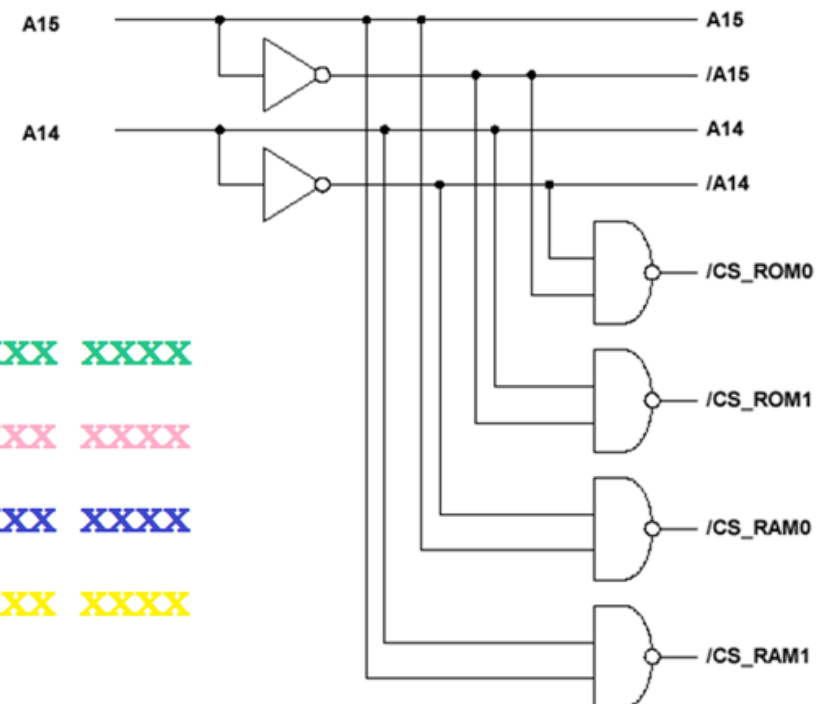 A15
A15
/A15
A14
A14
/A14
/CS_ROM0
XX XXXX
/CS_ROM1
XX XXXX
XX XXXX
/CS_RAM0
XX XXXX
/CS_RAM1